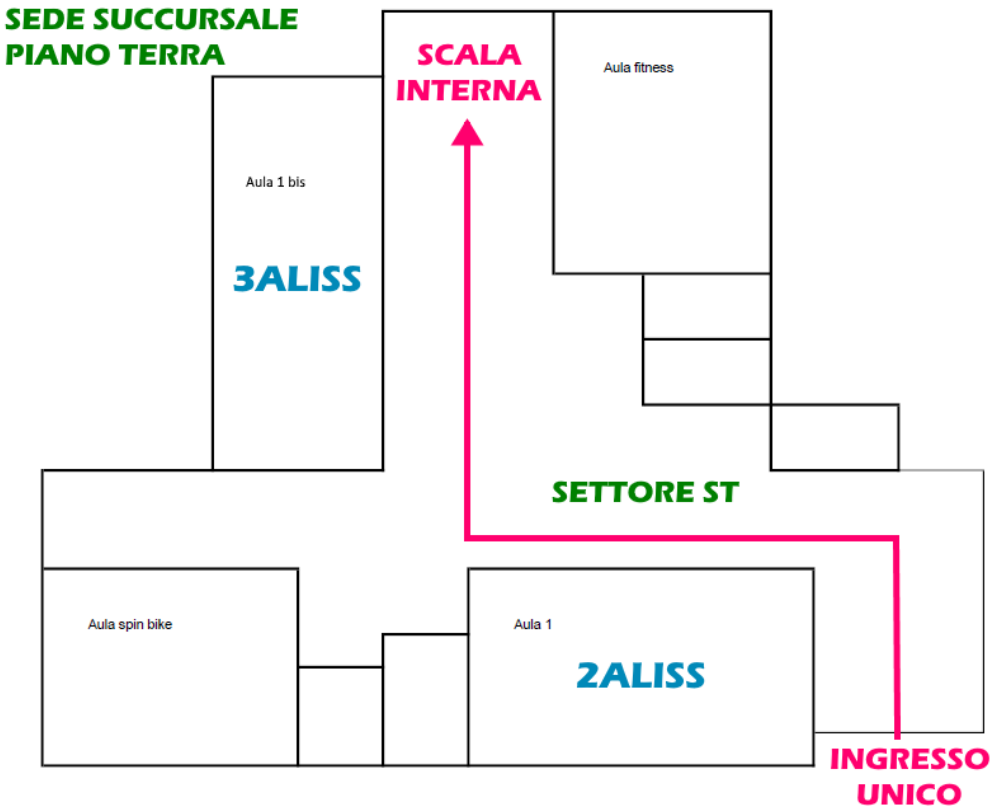 SEDE SUCCURSALE
PIANO TERRA
SCALA
INTERNA
Aula fitness
Aula 1 bis
3ALISS
SETTORE ST
Aula spin bike
Aula 1
2ALISS
INGRESSO
UNICO